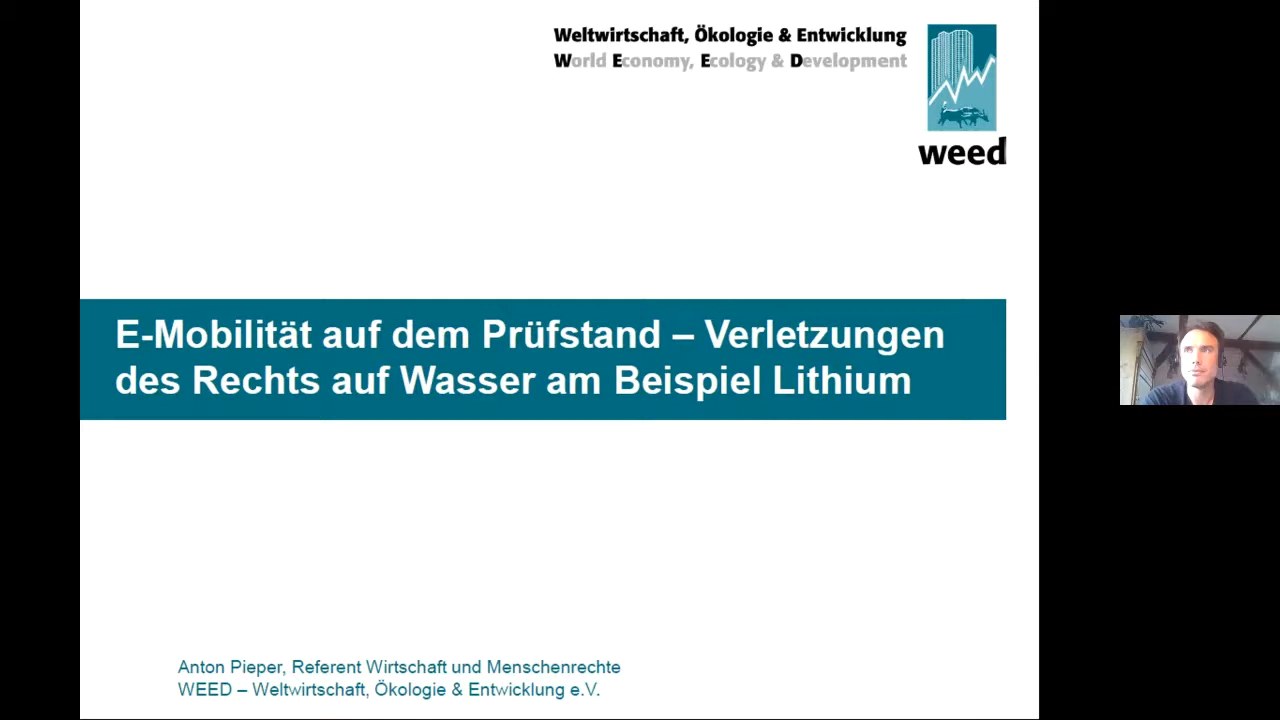 Weltwirtschaft, Ökologie & Entwicklung
World Economy, Ecology & Development
weed
E-Mobilität auf dem Prüfstand – Verletzungen
des Rechts auf Wasser am Beispiel Lithium
Anton Pieper, Referent Wirtschaft und Menschenrechte
WEED – Weltwirtschaft, Ökologie & Entwicklung e.V.